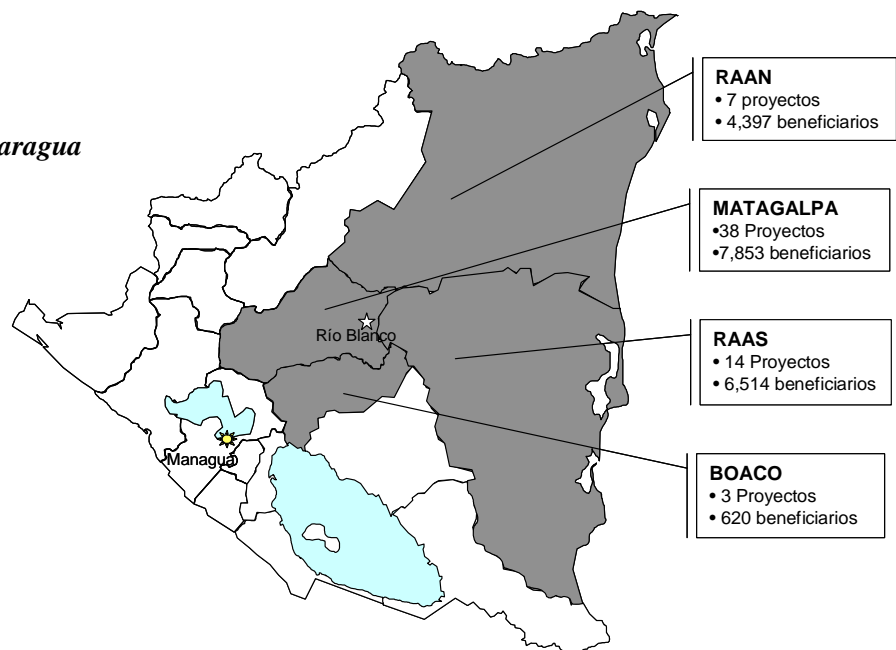 RAAN
• 7 proyectos
• 4,397 beneficiarios
MATAGALPA
•38 Proyectos
•7,853 beneficiarios
Río Blanco
RAAS
• 14 Proyectos
• 6,514 beneficiarios
Managua
BOACO
• 3 Proyectos
• 620 beneficiarios